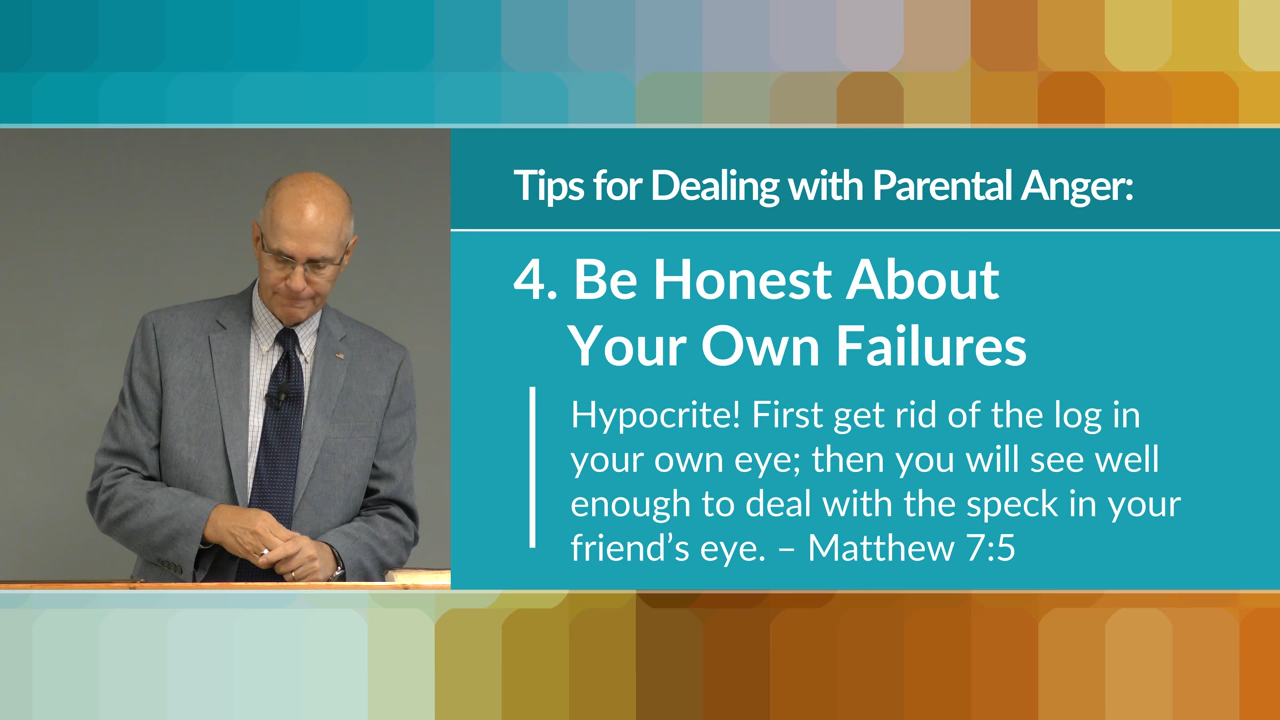 Tips for Dealing with Parental Anger:
4. Be Honest About
Your Own Failures
Hypocrite! First get rid of the log in
your own eye; then you will see well
enough to deal with the speck in your
friend’s eye. – Matthew 7:5